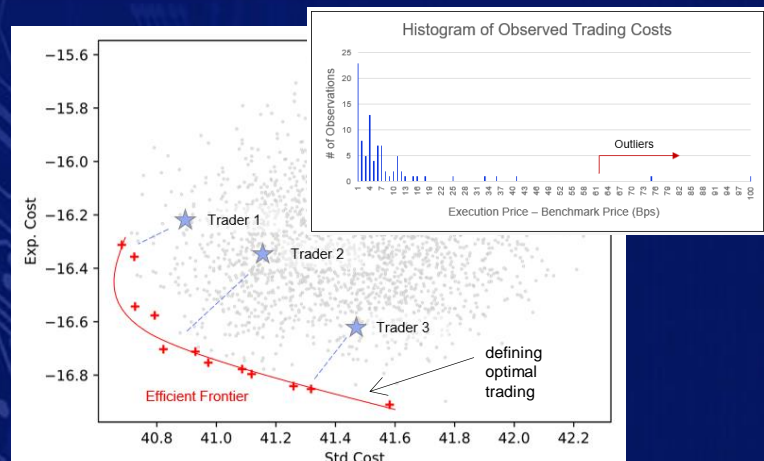 Histogram of Observed Trading Costs
# of Observations
25
20
15
10
5
0
Outliers
1 4 7 10 13 16 19 22 25 28 31 34 37 40 43 46 49 52 55 58 61 64 67 70 73 76 79 82 85 88 91 94 97 100
Execution Price – Benchmark Price (Bps)
Exp. Cost
−15.6
−15.8
−16.0
−16.2
−16.4
−16.6
−16.8
Trader 1
Trader 2
Trader 3
defining
optimal
trading
Efficient Frontier
40.8 41.0 41.2 41.4 41.6 41.8 42.0 42.2
Std Cost